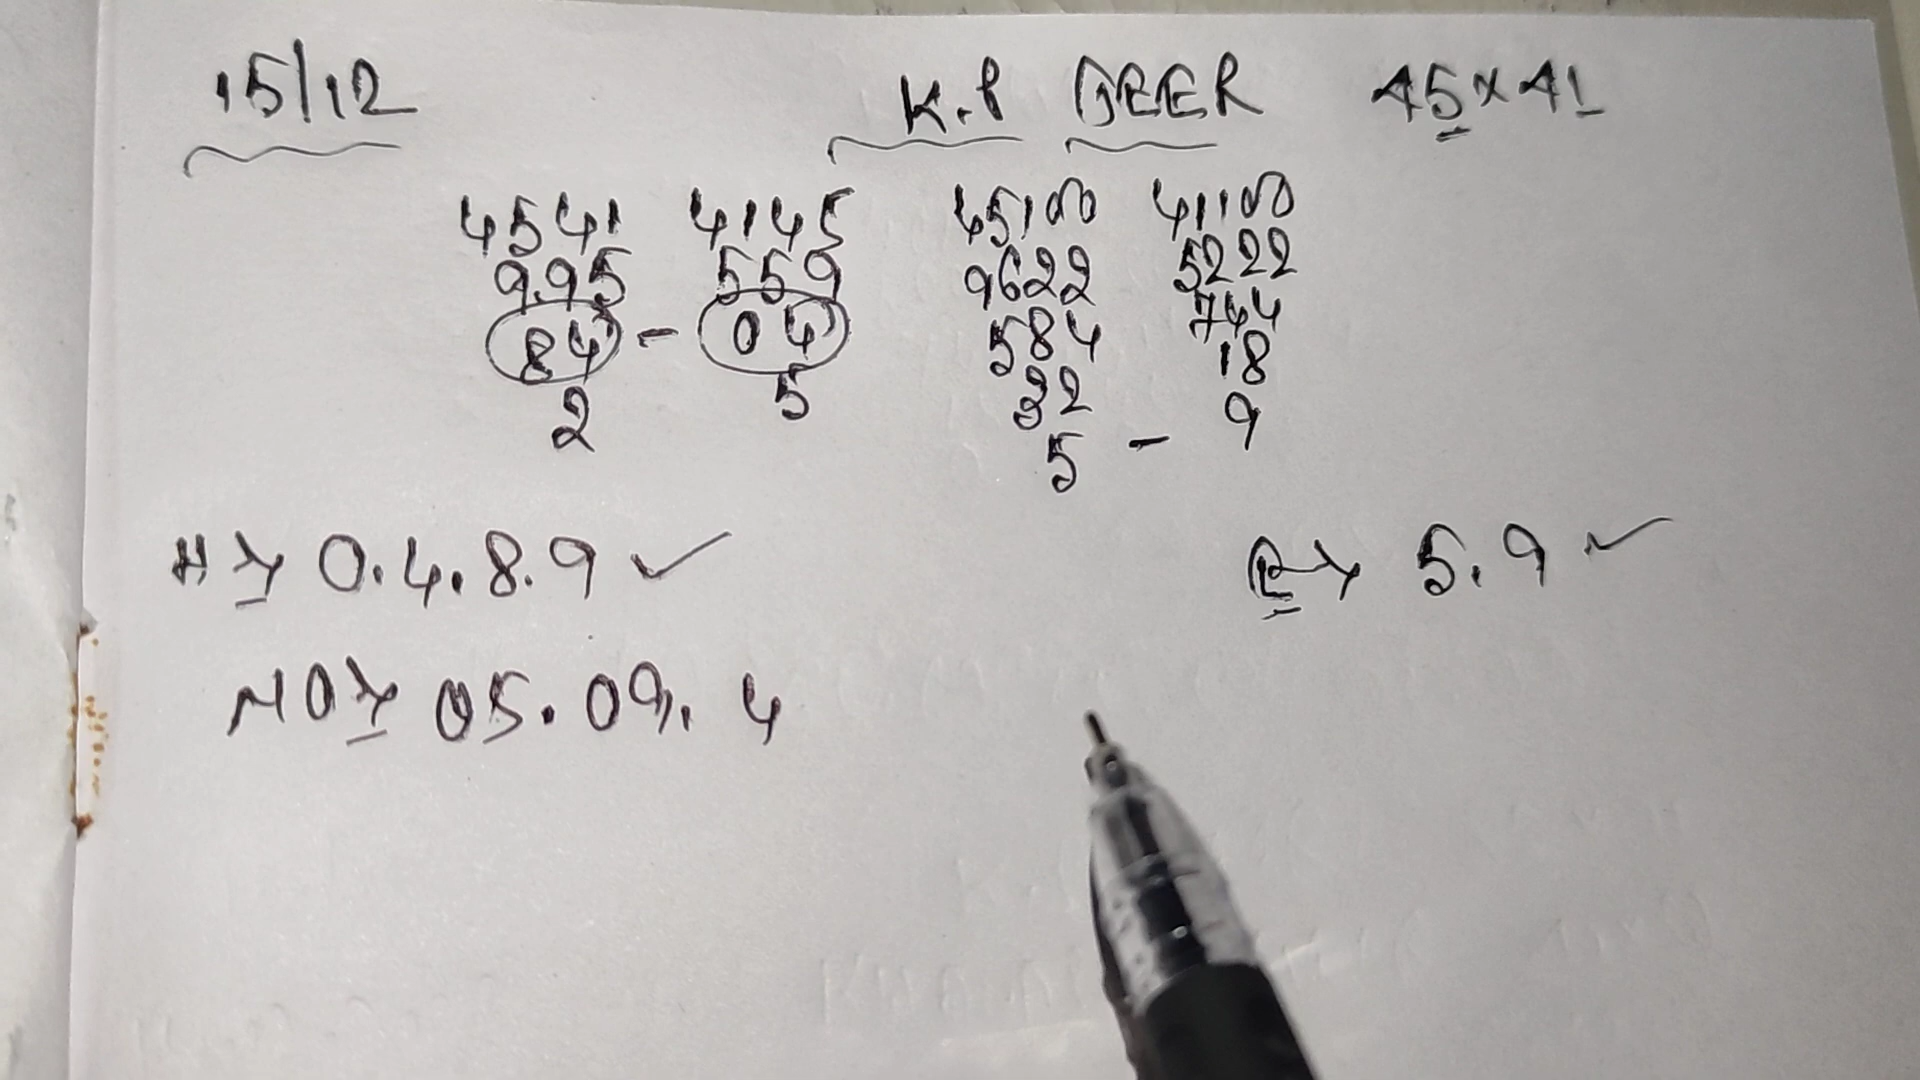 15/12 K.P TEER 45x41
4541 4145 45100 41100
995 559 9622 5222
84 - 04 584 744
2 5 32 18
5 - 9
H> 0.4.8.9 ✓ E> 5.9 ✓
NO> 05.09.4